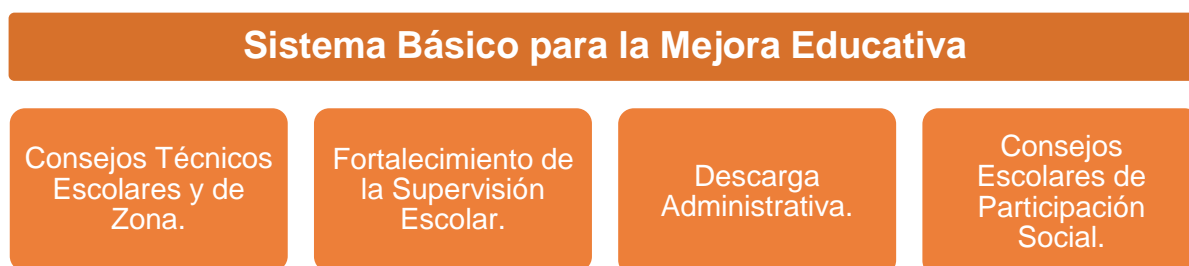 Sistema Básico para la Mejora Educativa
Consejos Técnicos
Escolares y de
Zona.
Fortalecimiento de
la Supervisión
Escolar.
Descarga
Administrativa.
Consejos
Escolares de
Participación
Social.